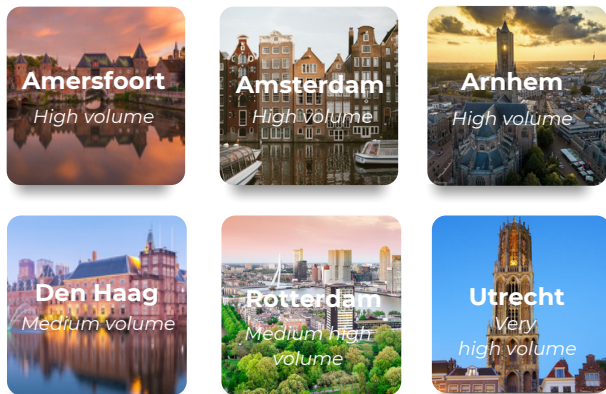 Amersfoort
High volume
Amsterdam
High volume
Arnhem
High volume
Den Haag
Medium volume
Rotterdam
Medium high
volume
Utrecht
Very
high volume